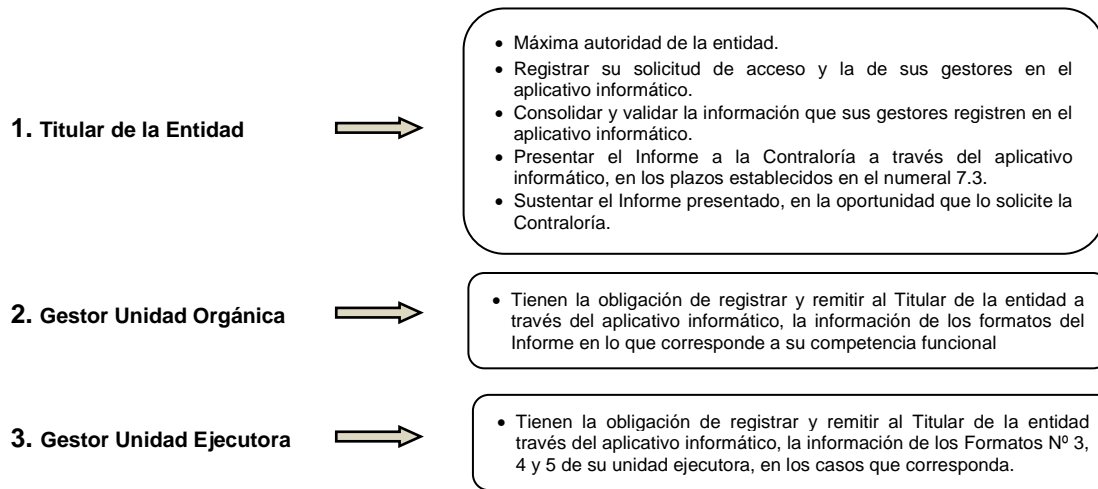 • Máxima autoridad de la entidad.
• Registrar su solicitud de acceso y la de sus gestores en el
aplicativo informático.
1. Titular de la Entidad
• Consolidar y validar la información que sus gestores registren en el
aplicativo informático.
• Presentar el Informe a la Contraloría a través del aplicativo
informático, en los plazos establecidos en el numeral 7.3.
• Sustentar el Informe presentado, en la oportunidad que lo solicite la
Contraloría.
2. Gestor Unidad Orgánica
• Tienen la obligación de registrar y remitir al Titular de la entidad a
través del aplicativo informático, la información de los formatos del
Informe en lo que corresponde a su competencia funcional
3. Gestor Unidad Ejecutora
• Tienen la obligación de registrar y remitir al Titular de la entidad
través del aplicativo informático, la información de los Formatos Nº 3,
4 y 5 de su unidad ejecutora, en los casos que corresponda.